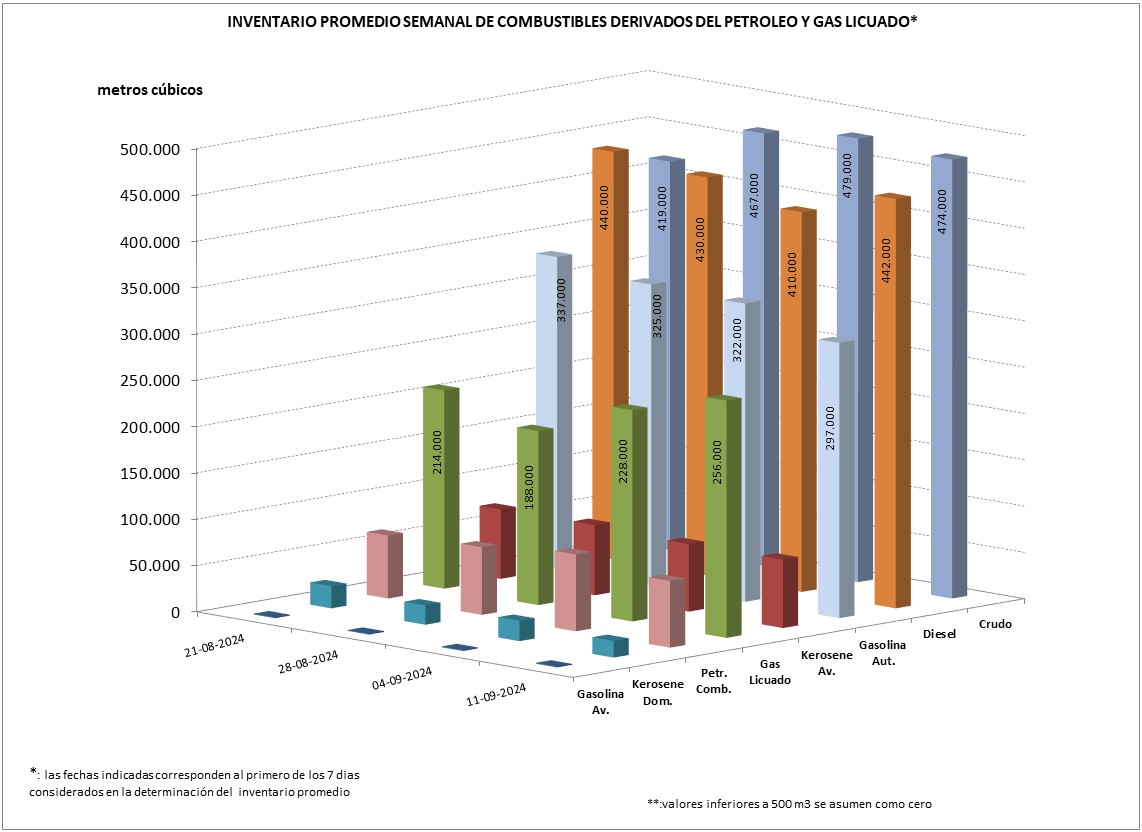 INVENTARIO PROMEDIO SEMANAL DE COMBUSTIBLES DERIVADOS DEL PETROLEO Y GAS LICUADO*
metros cúbicos
500.000
450.000
400.000
350.000
300.000
250.000
200.000
150.000
100.000
50.000
0
440.000
419.000
430.000
467.000
410.000
479.000
442.000
474.000
337.000
325.000
322.000
297.000
214.000
188.000
228.000
256.000
21-08-2024
28-08-2024
04-09-2024
11-09-2024
Gasolina
Av.
Kerosene
Dom.
Petr.
Comb.
Gas
Licuado
Kerosene
Av.
Gasolina
Aut.
Diesel
Crudo
*: las fechas indicadas corresponden al primero de los 7 dias
considerados en la determinación del inventario promedio
**:valores inferiores a 500 m3 se asumen como cero